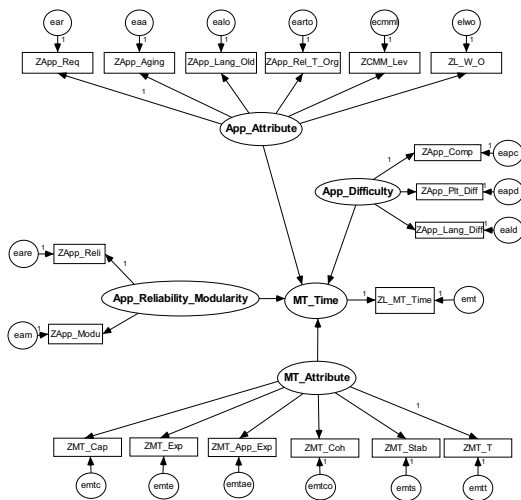 ear eaa ealo earto ecmml elwo
1 1 1 1 1 1
ZApp_Req ZApp_Aging ZApp_Lang_Old ZApp_Rel_T_Org ZCMM_Lev ZL_W_O
1
App_Attribute
1 ZApp_Comp 1 eapc
App_Difficulty ZApp_Plt_Diff 1 eapd
ZApp_Lang_Diff 1 eald
eare 1 ZApp_Reli 1
App_Reliability_Modularity MT_Time 1 ZL_MT_Time 1 emt
eam 1 ZApp_Modu
MT_Attribute
1
ZMT_Cap ZMT_Exp ZMT_App_Exp ZMT_Coh ZMT_Stab ZMT_T
1 1 1 1 1 1
emtc emte emtae emtco emts emtt